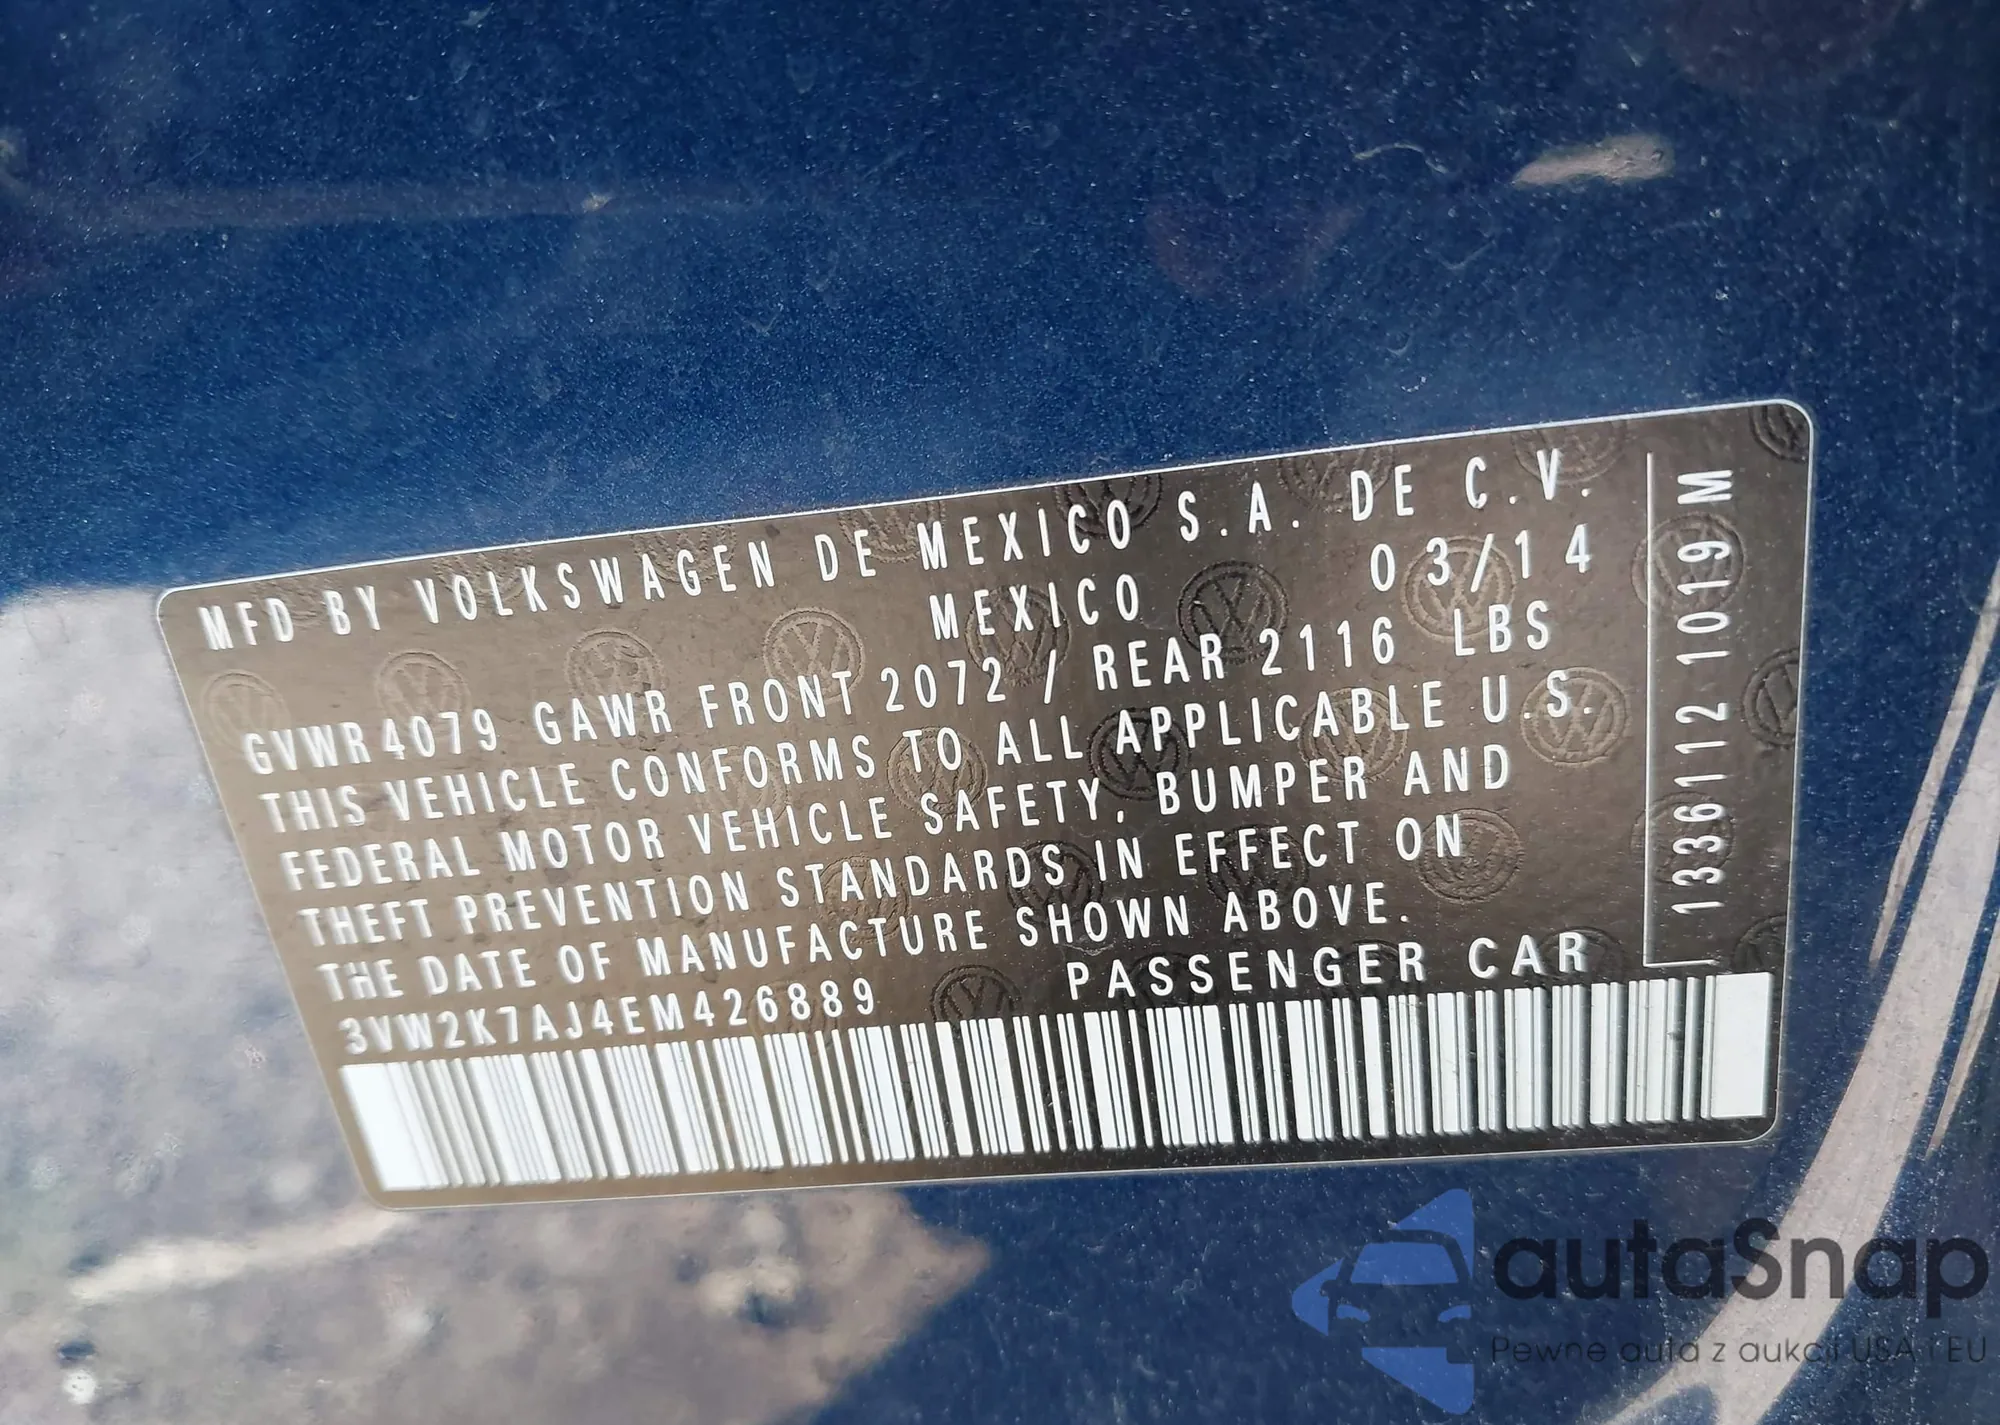 MFD BY VOLKSWAGEN DE MEXICO S.A. DE C.V.
MEXICO 03/14
GVWR 4079 GAWR FRONT 2072 / REAR 2116 LBS
THIS VEHICLE CONFORMS TO ALL APPLICABLE U.S.
FEDERAL MOTOR VEHICLE SAFETY, BUMPER AND
THEFT PREVENTION STANDARDS IN EFFECT ON
THE DATE OF MANUFACTURE SHOWN ABOVE.
3VW2K7AJ4EM426889 PASSENGER CAR
1336112 1019 M
autaSnap
Pewne auta z aukcji USA i EU